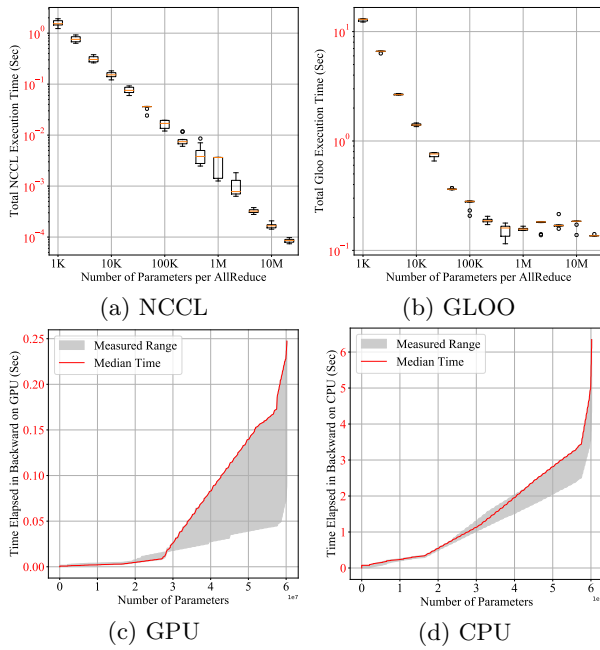 Total NCCL Execution Time (Sec)
10^0
10^-1
10^-2
10^-3
10^-4
1K 10K 100K 1M 10M
Number of Parameters per AllReduce
(a) NCCL
Total Gloo Execution Time (Sec)
10^1
10^0
10^-1
1K 10K 100K 1M 10M
Number of Parameters per AllReduce
(b) GLOO
Time Elapsed in Backward on GPU (Sec)
0.25
0.20
0.15
0.10
0.05
0.00
Measured Range
Median Time
0 1 2 3 4 5 6
Number of Parameters
1e7
(c) GPU
Time Elapsed in Backward on CPU (Sec)
6
5
4
3
2
1
0
Measured Range
Median Time
0 1 2 3 4 5 6
Number of Parameters
(d) CPU